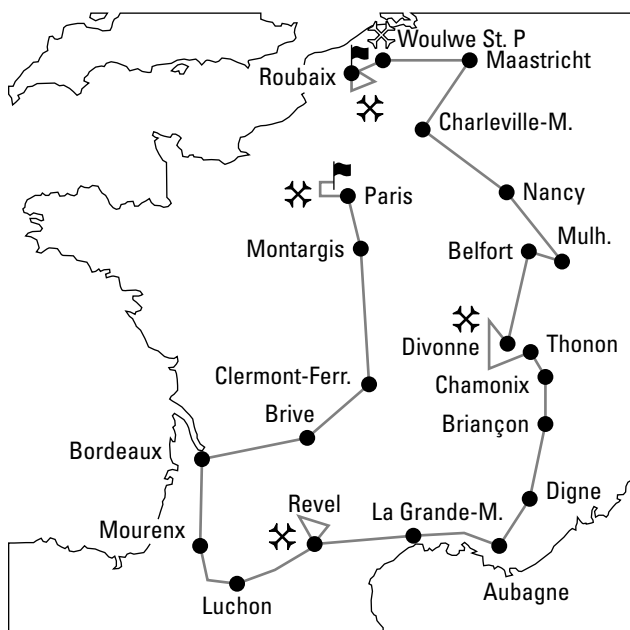 Woulwe St. P
Maastricht
Roubaix
Charleville-M.
Paris
Nancy
Montargis
Belfort
Mulh.
Divonne
Thonon
Clermont-Ferr.
Chamonix
Brive
Briançon
Bordeaux
Digne
Revel
La Grande-M.
Mourenx
Aubagne
Luchon